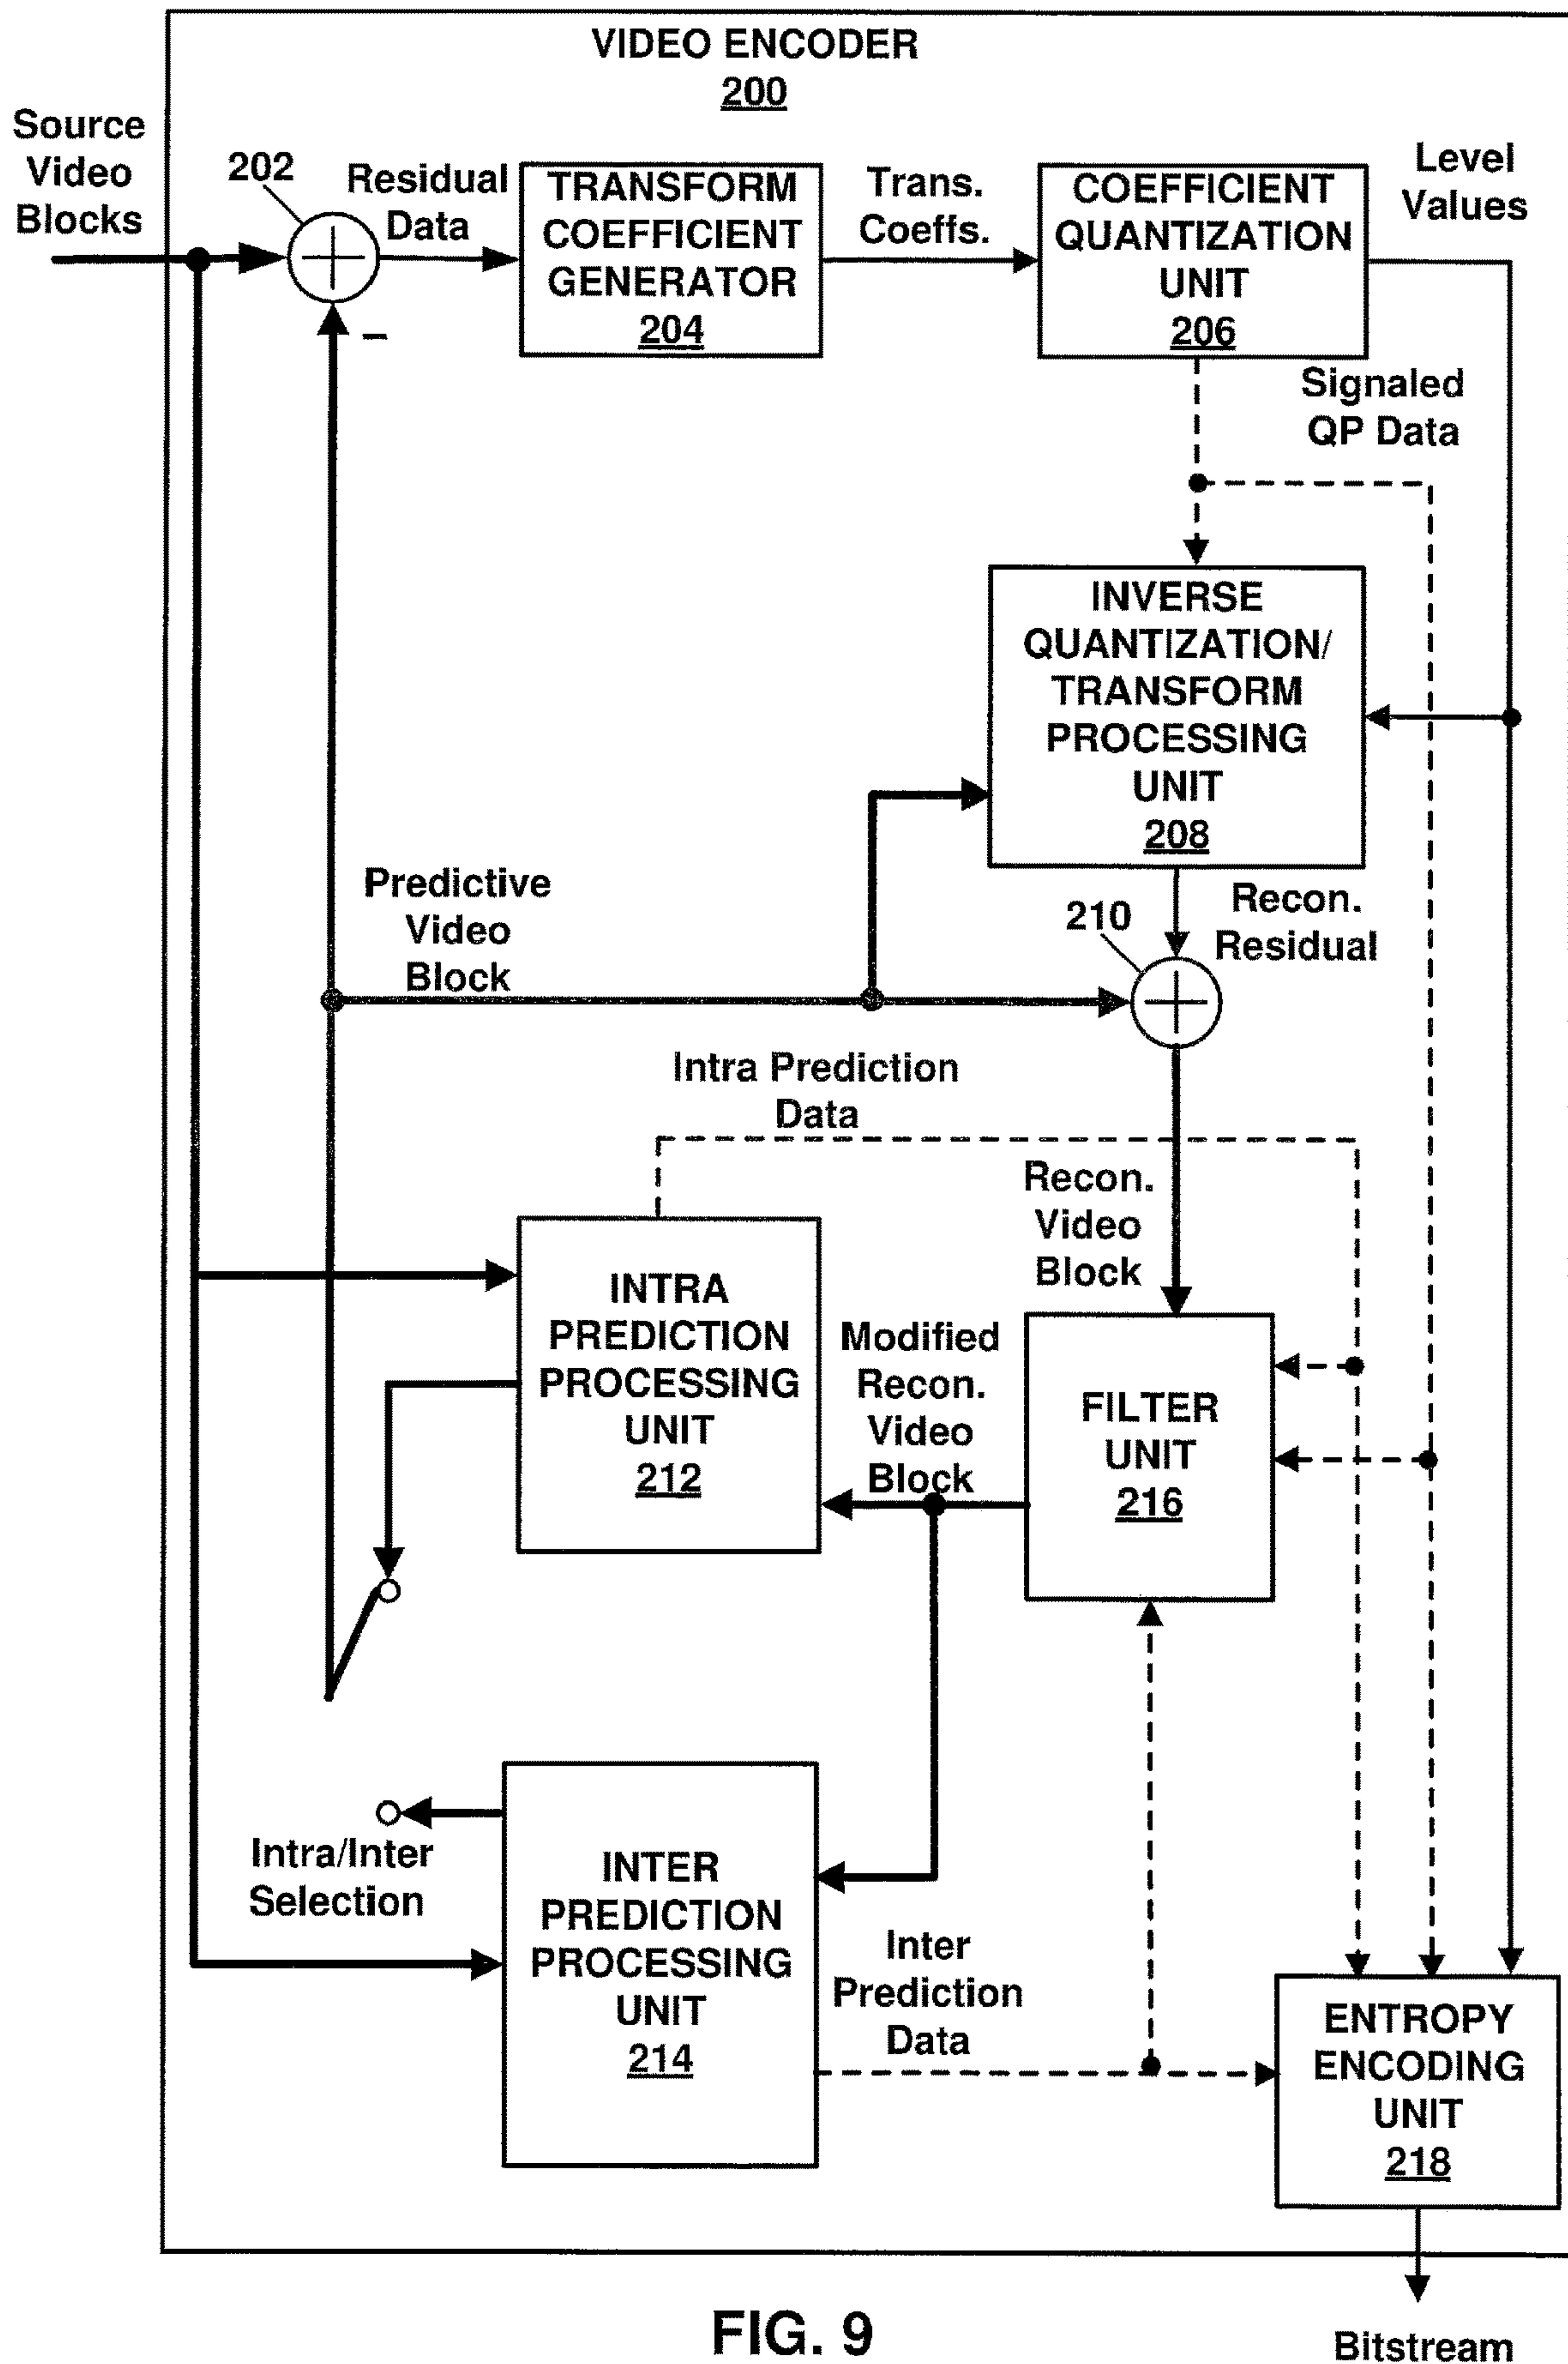 VIDEO ENCODER
200
Source
Video
Blocks
202
Residual
Data
TRANSFORM
COEFFICIENT
GENERATOR
204
Trans.
Coeffs.
COEFFICIENT
QUANTIZATION
UNIT
206
Level
Values
–
Signaled
QP Data
INVERSE
QUANTIZATION/
TRANSFORM
PROCESSING
UNIT
208
Predictive
Video
Block
210
Recon.
Residual
Intra Prediction
Data
Recon.
Video
Block
INTRA
PREDICTION
PROCESSING
UNIT
212
Modified
Recon.
Video
Block
FILTER
UNIT
216
Intra/Inter
Selection
INTER
PREDICTION
PROCESSING
UNIT
214
Inter
Prediction
Data
ENTROPY
ENCODING
UNIT
218
FIG. 9
Bitstream